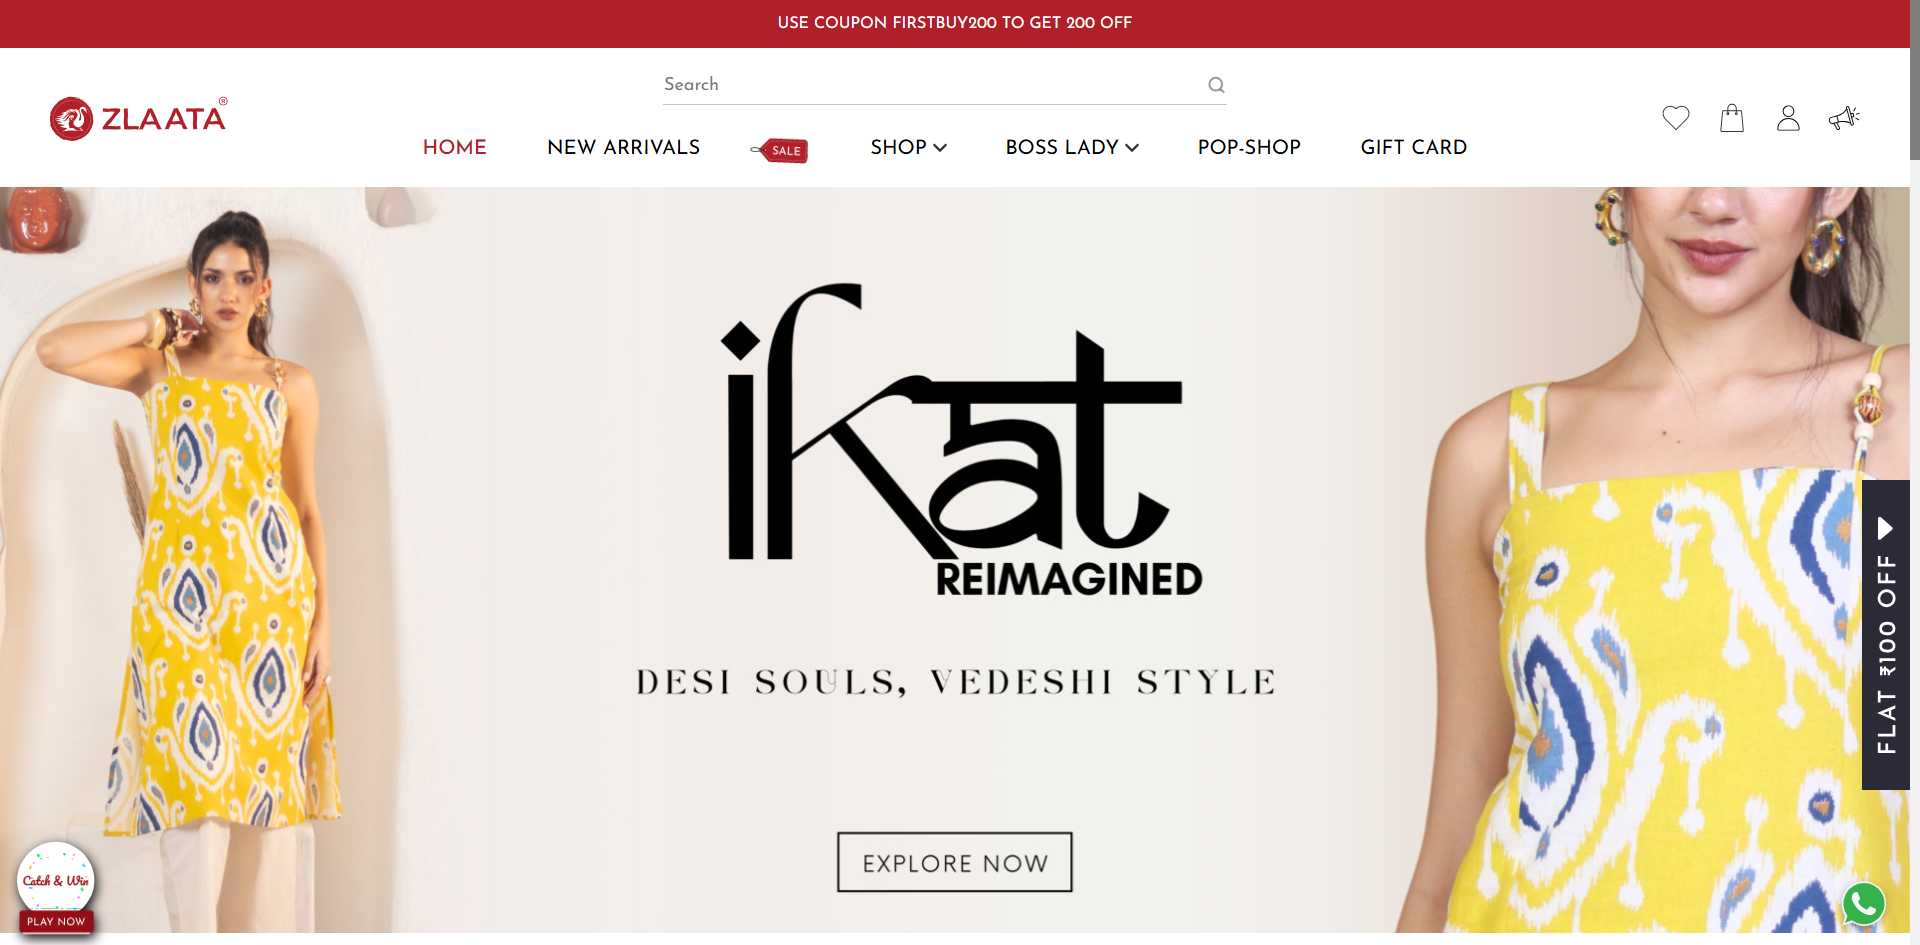 USE COUPON FIRSTBUY200 TO GET 200 OFF
Search
ZLAATA®
HOME
NEW ARRIVALS
SALE
SHOP
BOSS LADY
POP-SHOP
GIFT CARD
ikat
REIMAGINED
DESI SOULS, VEDESHI STYLE
EXPLORE NOW
FLAT ₹100 OFF
Catch & Win
PLAY NOW